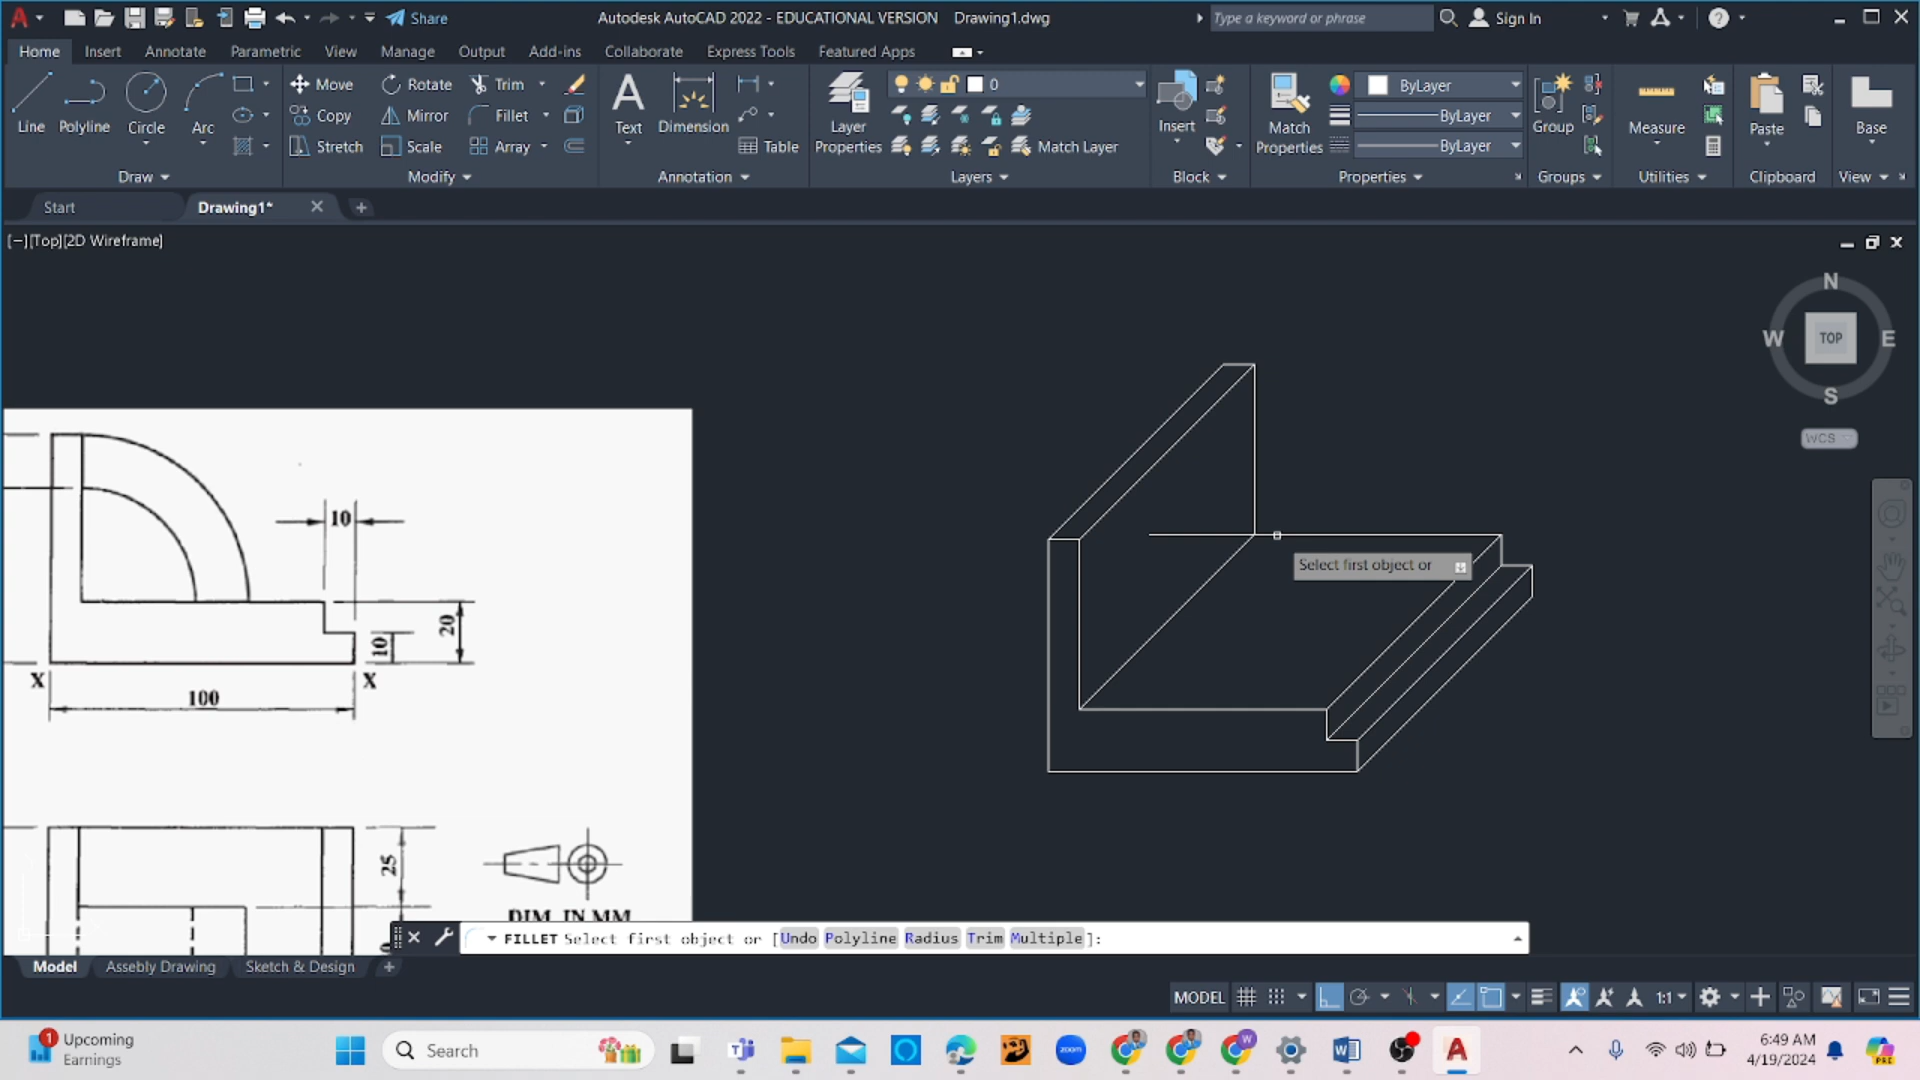 Share
Autodesk AutoCAD 2022 - EDUCATIONAL VERSION Drawing1.dwg
Type a keyword or phrase
Sign In
Home Insert Annotate Parametric View Manage Output Add-ins Collaborate Express Tools Featured Apps
Line Polyline Circle Arc
Move Rotate Trim
Copy Mirror Fillet
Stretch Scale Array
Text Dimension Table
Layer Properties
0
Match Layer
Insert
Match Properties
ByLayer
ByLayer
ByLayer
Group Measure Paste Base
Draw Modify Annotation Layers Block Properties Groups Utilities Clipboard View
Start Drawing1*
[−][Top][2D Wireframe]
N
W TOP E
S
WCS
10
20
10
X X
100
25
DIM. IN MM
Select first object or
FILLET Select first object or [Undo Polyline Radius Trim Multiple]:
Model Assebly Drawing Sketch & Design
MODEL 1:1
1
Upcoming
Earnings
Search
zoom
W
PRE
6:49 AM
4/19/2024